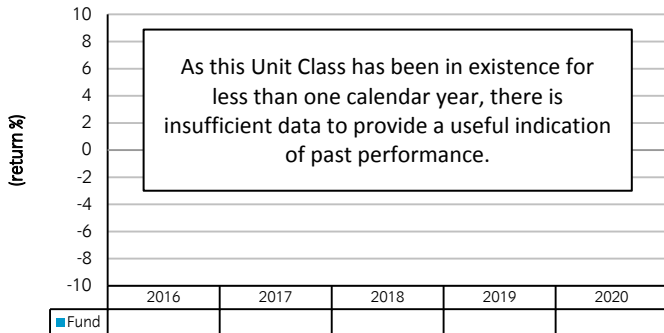 10
8
6
4
2
0
-2
-4
-6
-8
-10
(return %)
As this Unit Class has been in existence for
less than one calendar year, there is
insufficient data to provide a useful indication
of past performance.
2016 2017 2018 2019 2020
Fund